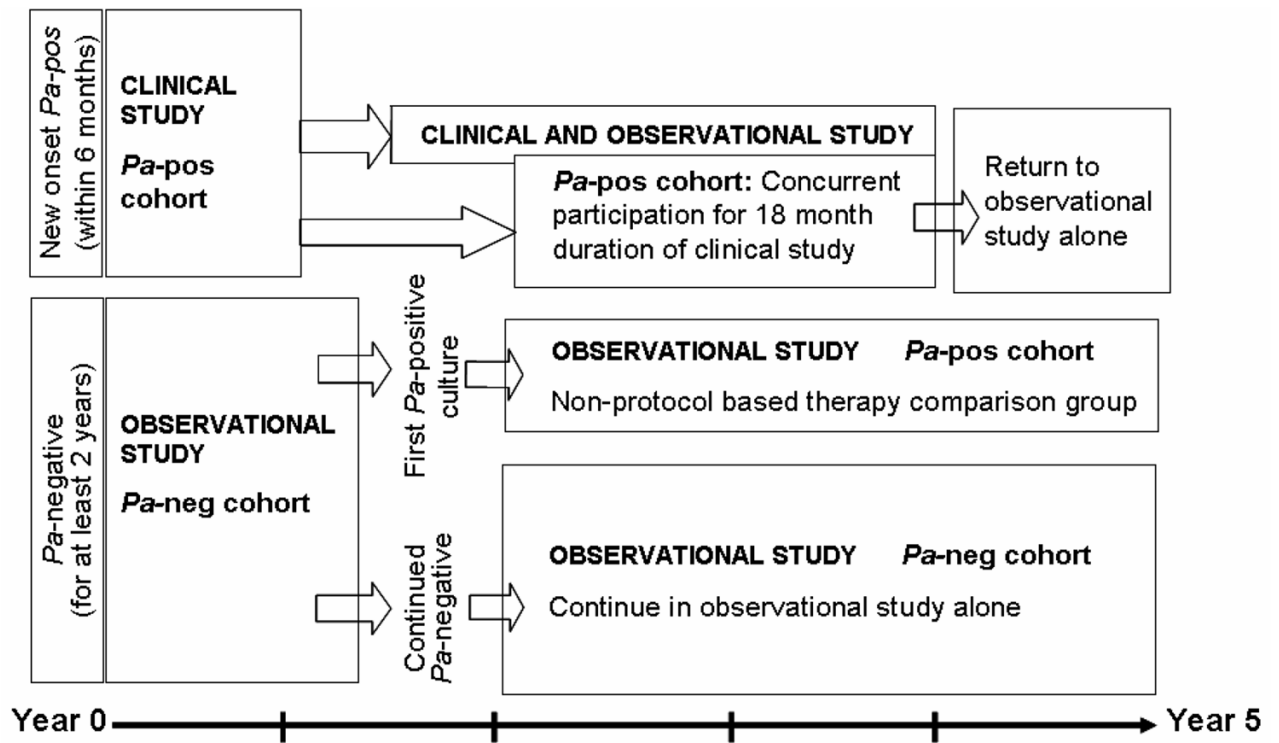 New onset Pa-pos
(within 6 months)
CLINICAL
STUDY
Pa-pos
cohort
CLINICAL AND OBSERVATIONAL STUDY
Pa-pos cohort: Concurrent
participation for 18 month
duration of clinical study
Return to
observational
study alone
Pa-negative
(for at least 2 years)
OBSERVATIONAL
STUDY
Pa-neg cohort
First Pa-positive
culture
OBSERVATIONAL STUDY Pa-pos cohort
Non-protocol based therapy comparison group
Continued
Pa-negative
OBSERVATIONAL STUDY Pa-neg cohort
Continue in observational study alone
Year 0
Year 5